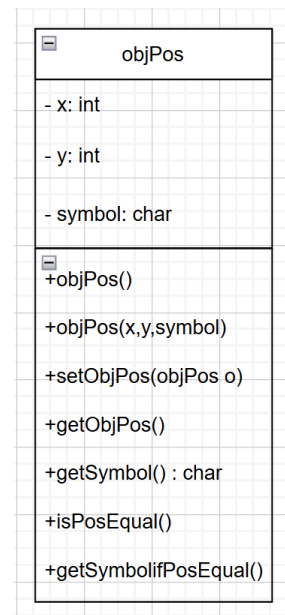 objPos
- x: int
- y: int
- symbol: char
+objPos()
+objPos(x,y,symbol)
+setObjPos(objPos o)
+getObjPos()
+getSymbol() : char
+isPosEqual()
+getSymbolifPosEqual()